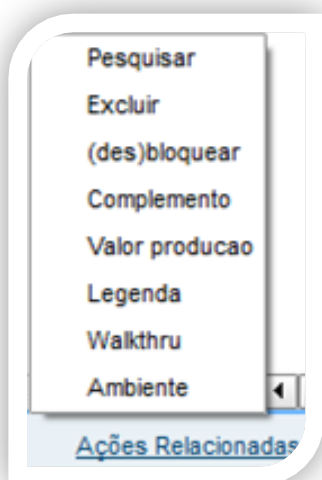 Pesquisar
Excluir
(des)bloquear
Complemento
Valor producao
Legenda
Walkthru
Ambiente
Ações Relacionadas